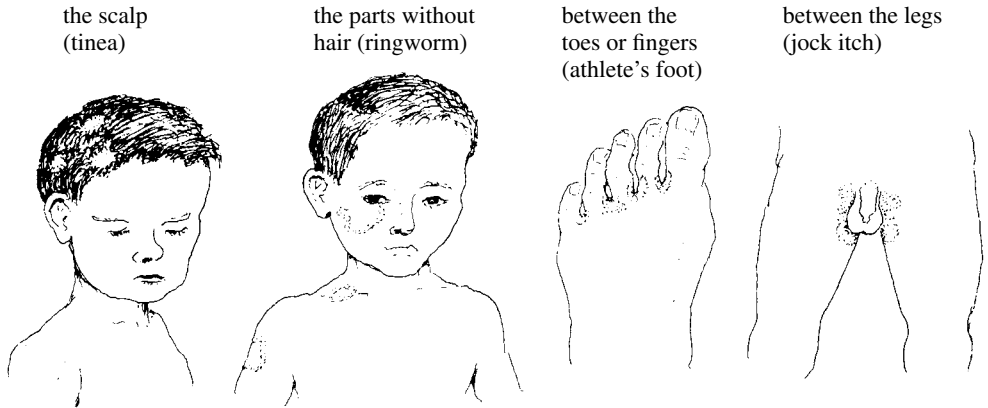 the scalp
(tinea)
the parts without
hair (ringworm)
between the
toes or fingers
(athlete’s foot)
between the legs
(jock itch)